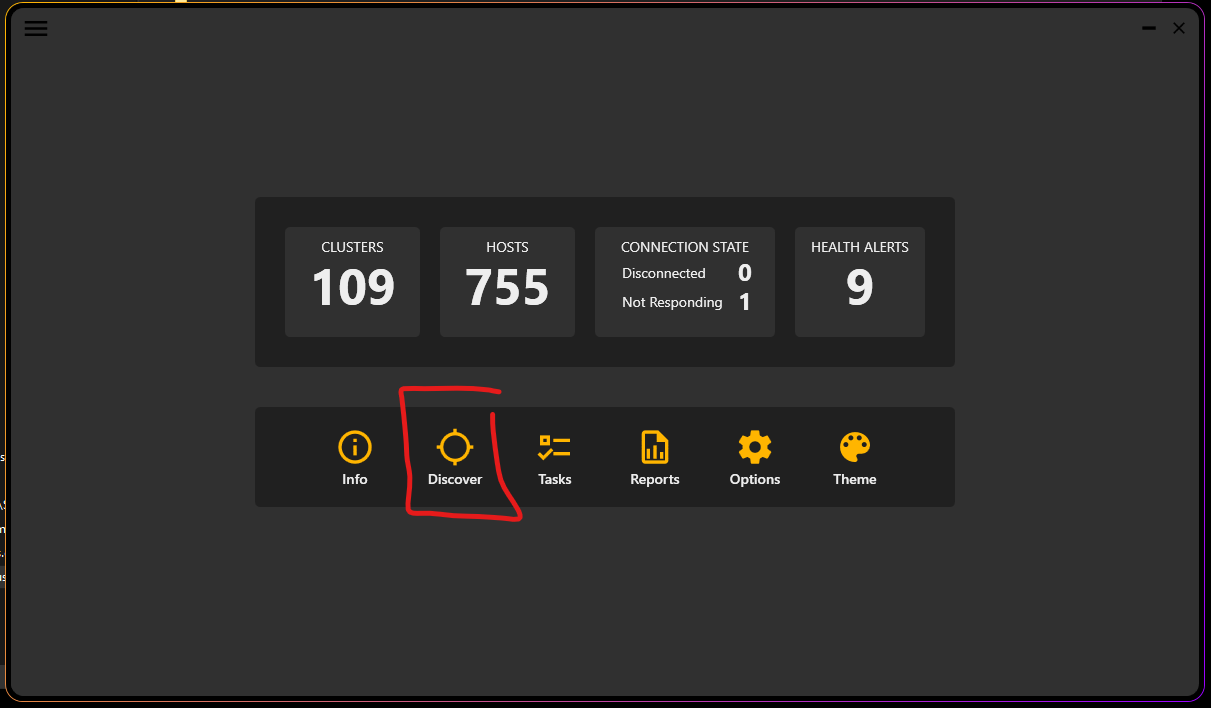 CLUSTERS
109
HOSTS
755
CONNECTION STATE
Disconnected 0
Not Responding 1
HEALTH ALERTS
9
Info
Discover
Tasks
Reports
Options
Theme